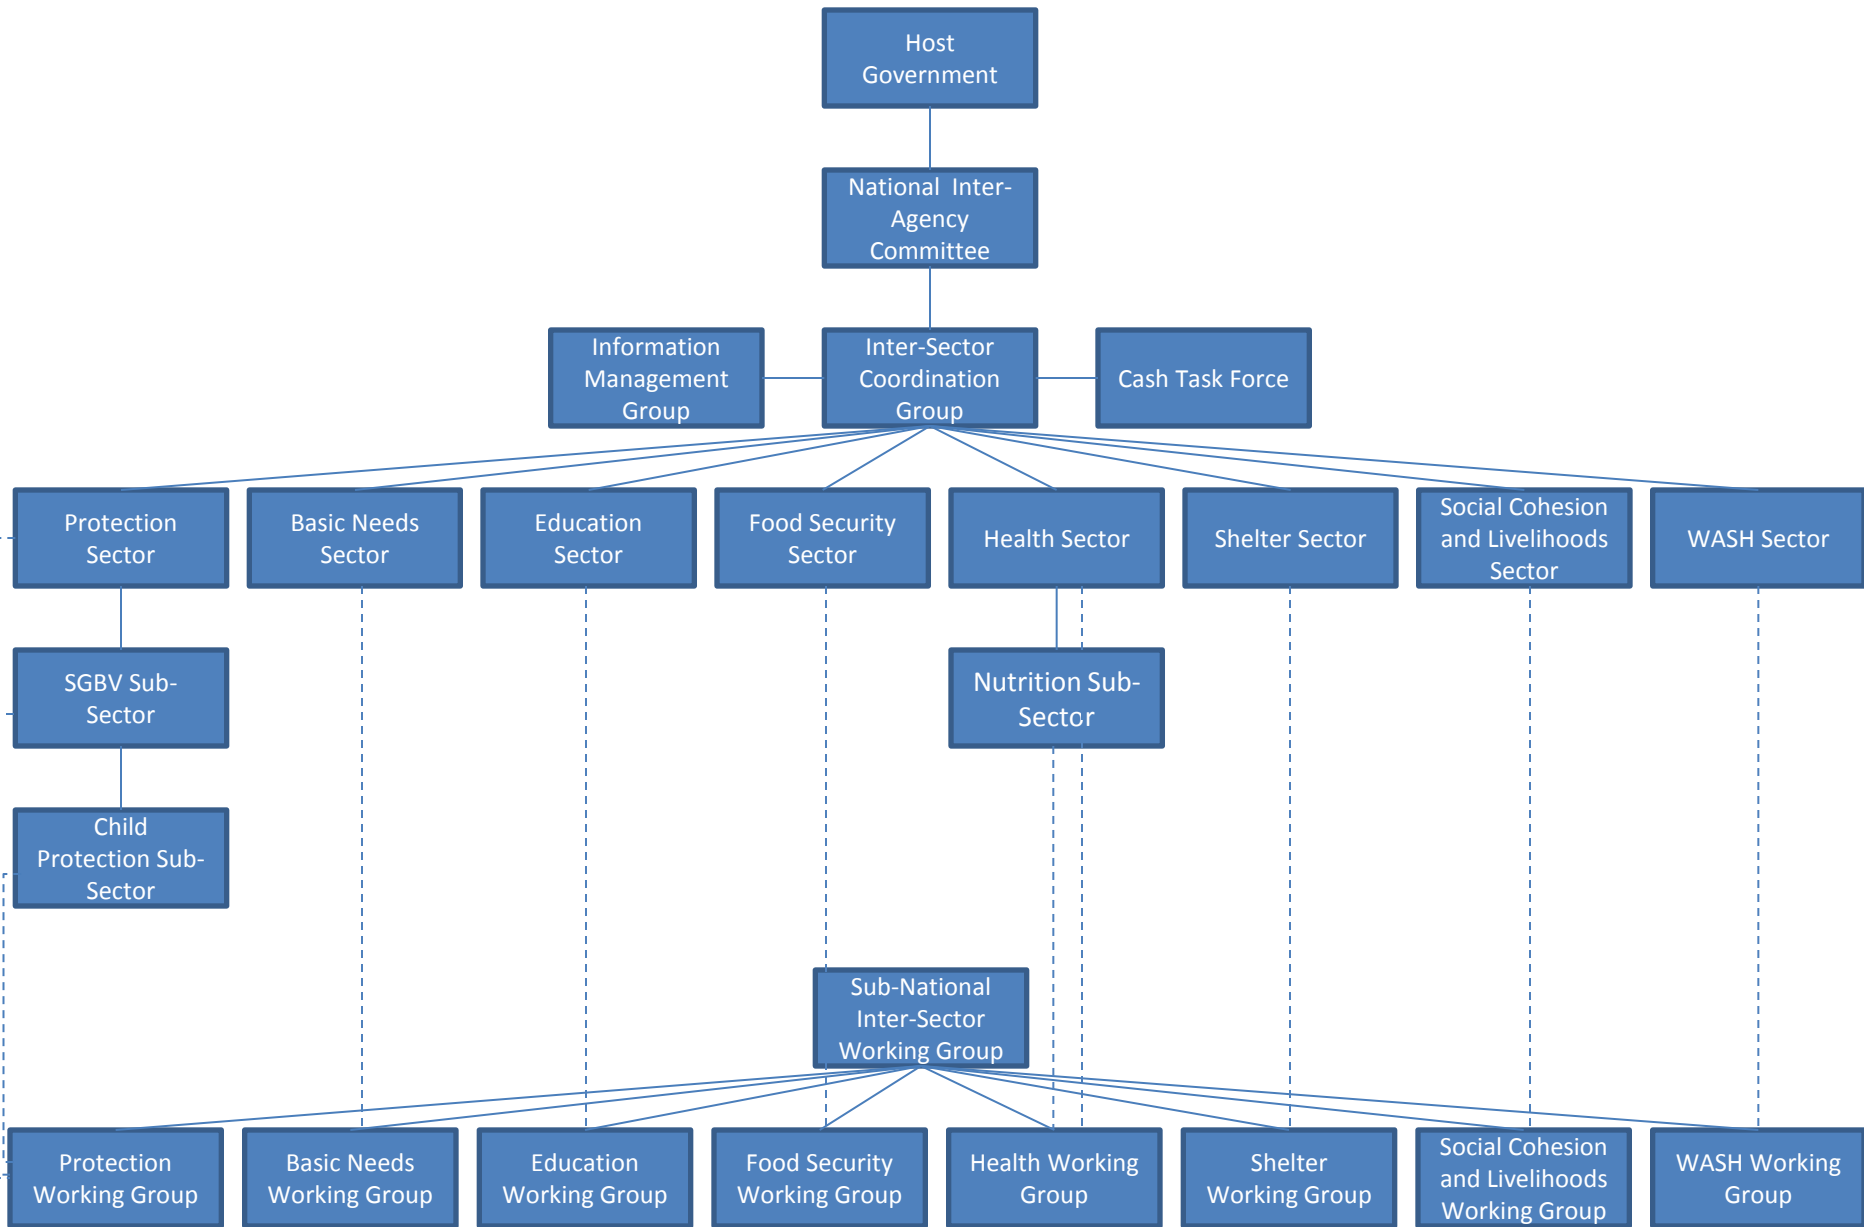 Host
Government
National  Inter-
Agency
Committee
Information
Management
Group
Inter-Sector
Coordination
Group
Cash Task Force
Protection
Sector
Basic Needs
Sector
Education
Sector
Food Security
Sector
Health Sector
Shelter Sector
Social Cohesion
and Livelihoods
Sector
WASH Sector
SGBV Sub-
Sector
Nutrition Sub-
Sector
Child
Protection Sub-
Sector
Sub-National
Inter-Sector
Working Group
Protection
Working Group
Basic Needs
Working Group
Education
Working Group
Food Security
Working Group
Health Working
Group
Shelter
Working Group
Social Cohesion
and Livelihoods
Working Group
WASH Working
Group